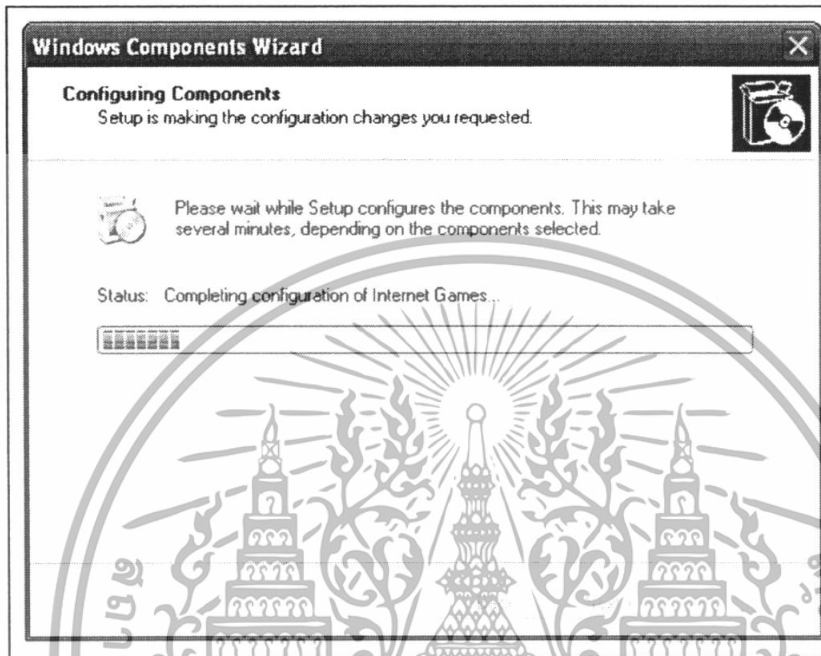 Windows Components Wizard
Configuring Components
Setup is making the configuration changes you requested.
Please wait while Setup configures the components. This may take
several minutes, depending on the components selected.
Status: Completing configuration of Internet Games...